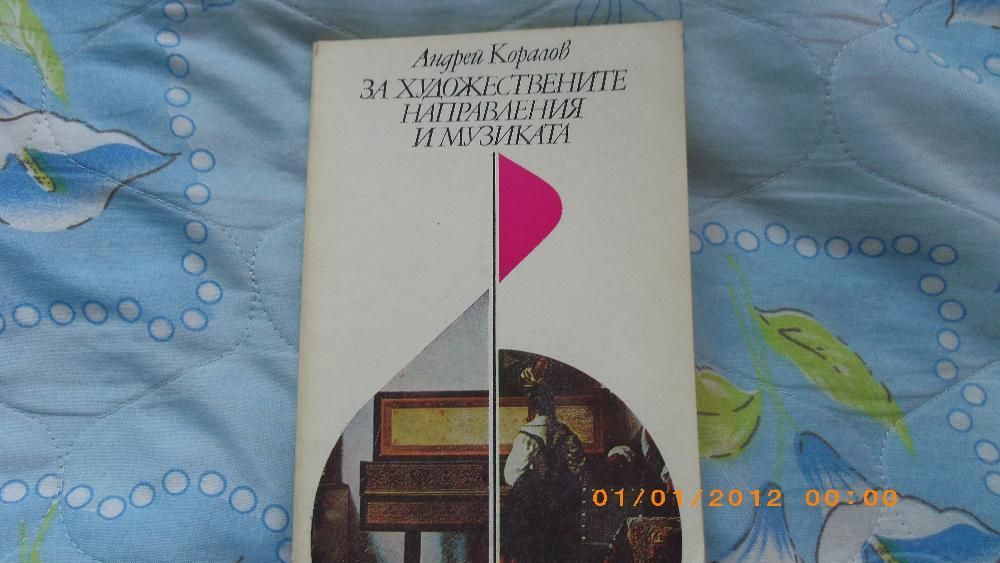 Андрей Коралов
ЗА ХУДОЖЕСТВЕНИТЕ
НАПРАВЛЕНИЯ
И МУЗИКАТА
01/01/2012 00:00